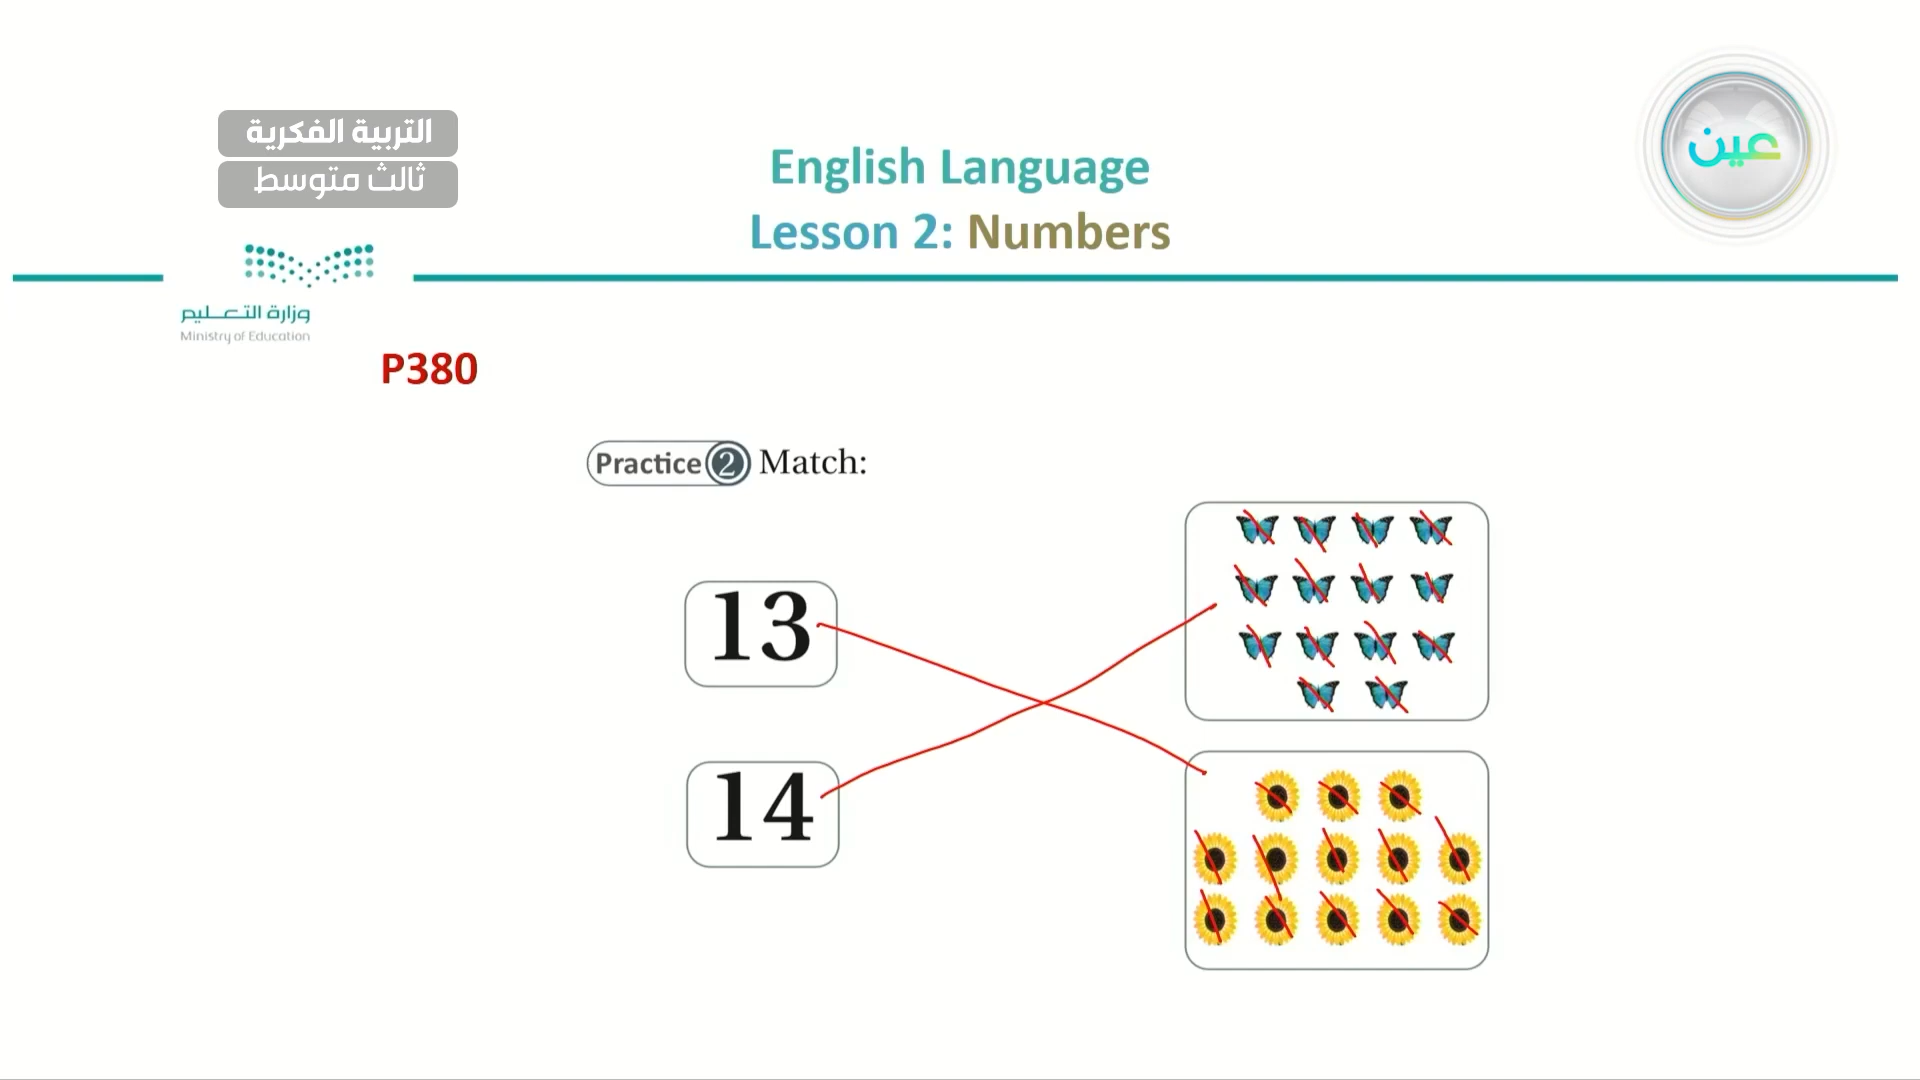 التربية الفكرية
ثالث متوسط
English Language
Lesson 2: Numbers
عين
وزارة التعليم
Ministry of Education
P380
Practice 2 Match:
13
14